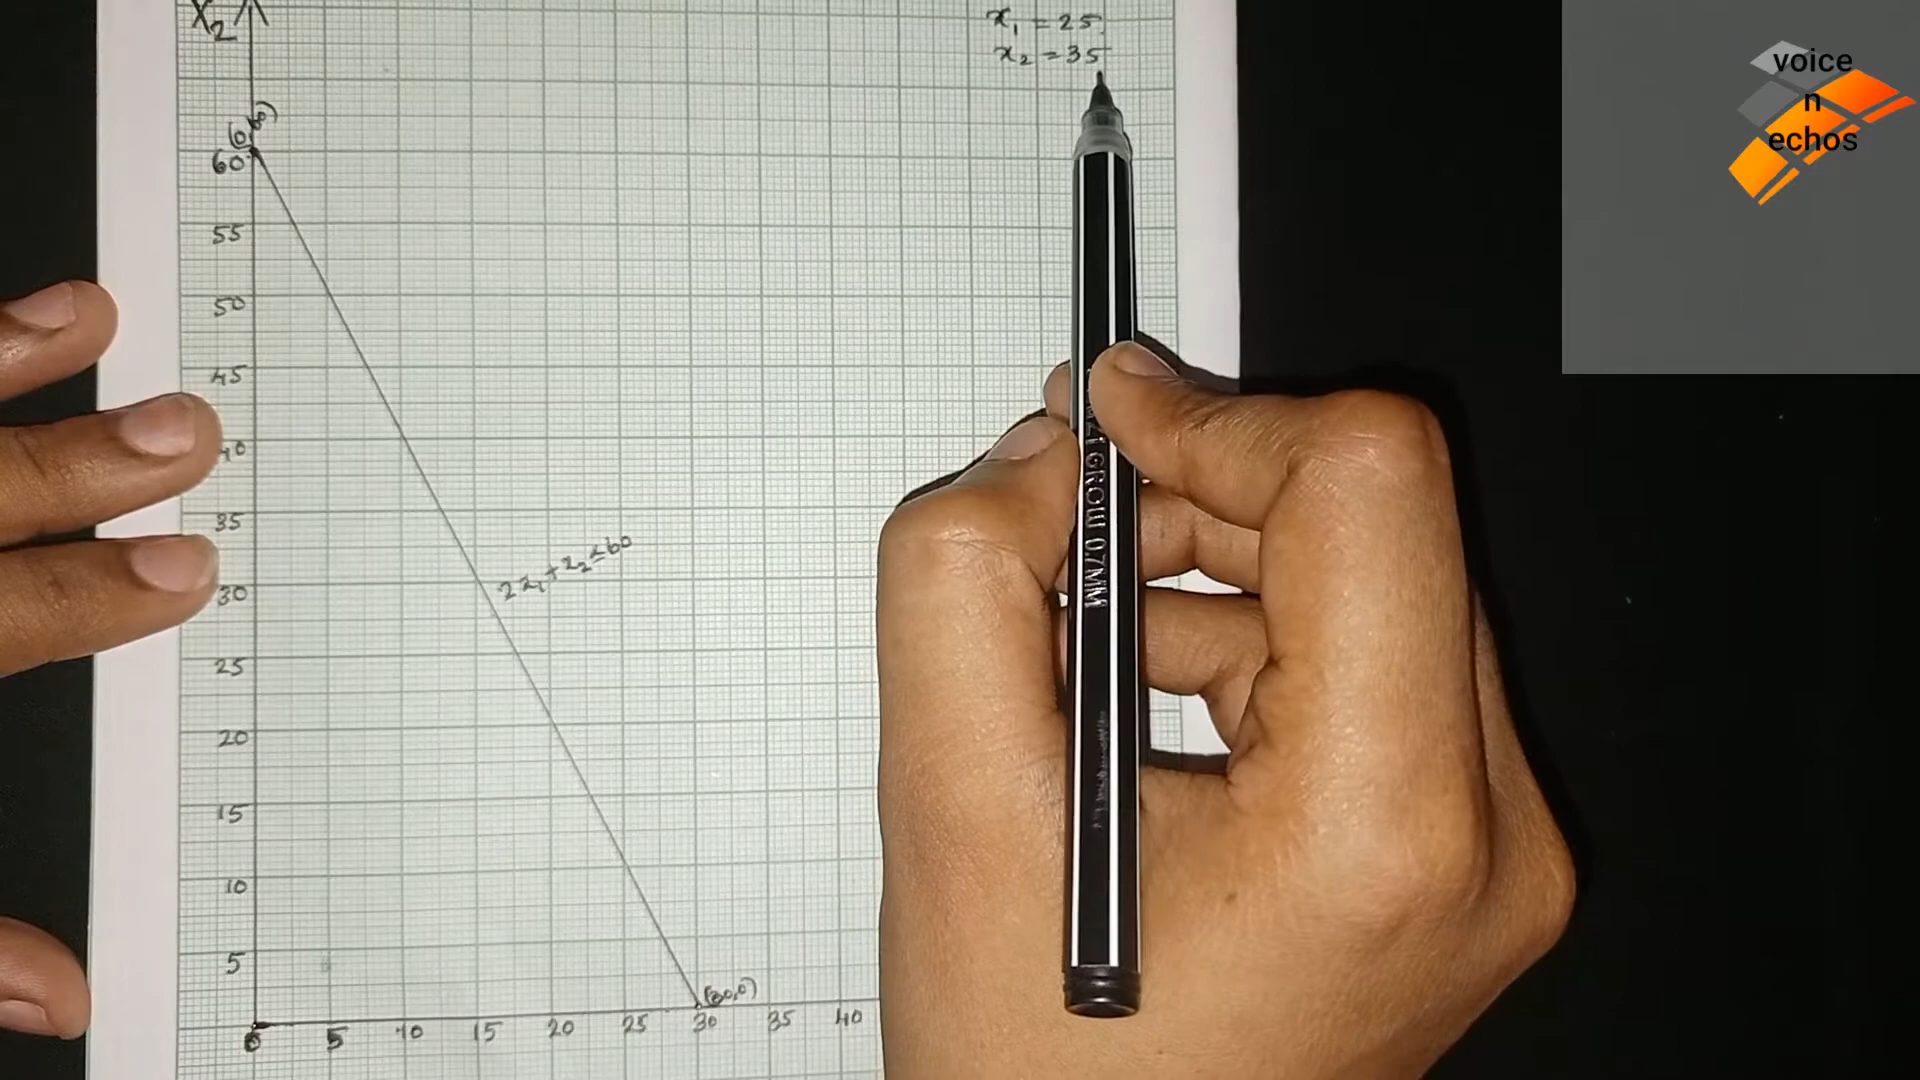 X2
x1 = 25
x2 = 35
(0,60)
60
55
50
45
40
35
30
25
20
15
10
5
2x1 + x2 ≤ 60
(30,0)
0 5 10 15 20 25 30 35 40
GROW 0.7MM
voice
n
echos